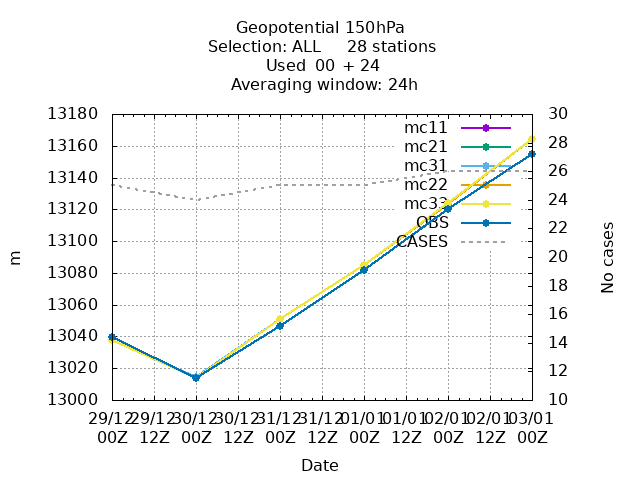 Geopotential 150hPa
Selection: ALL     28 stations
Used  00 + 24
Averaging window: 24h
13180
13160
13140
13120
13100
13080
13060
13040
13020
13000
m
30
28
26
24
22
20
18
16
14
12
10
No cases
mc11
mc21
mc31
mc22
mc33
OBS
CASES
29/12 29/12 30/12 30/12 31/12 31/12 01/01 01/01 02/01 02/01 03/01
00Z 12Z 00Z 12Z 00Z 12Z 00Z 12Z 00Z 12Z 00Z
Date